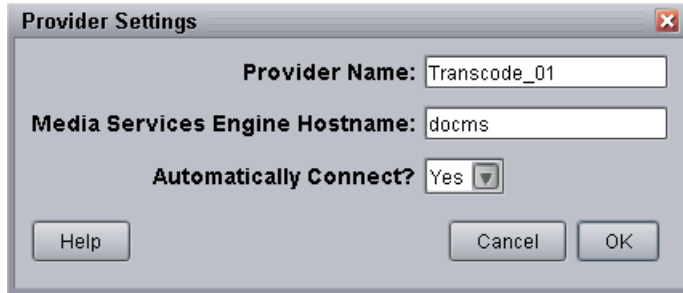 Provider Settings
Provider Name: Transcode_01
Media Services Engine Hostname: docms
Automatically Connect? Yes
Help Cancel OK